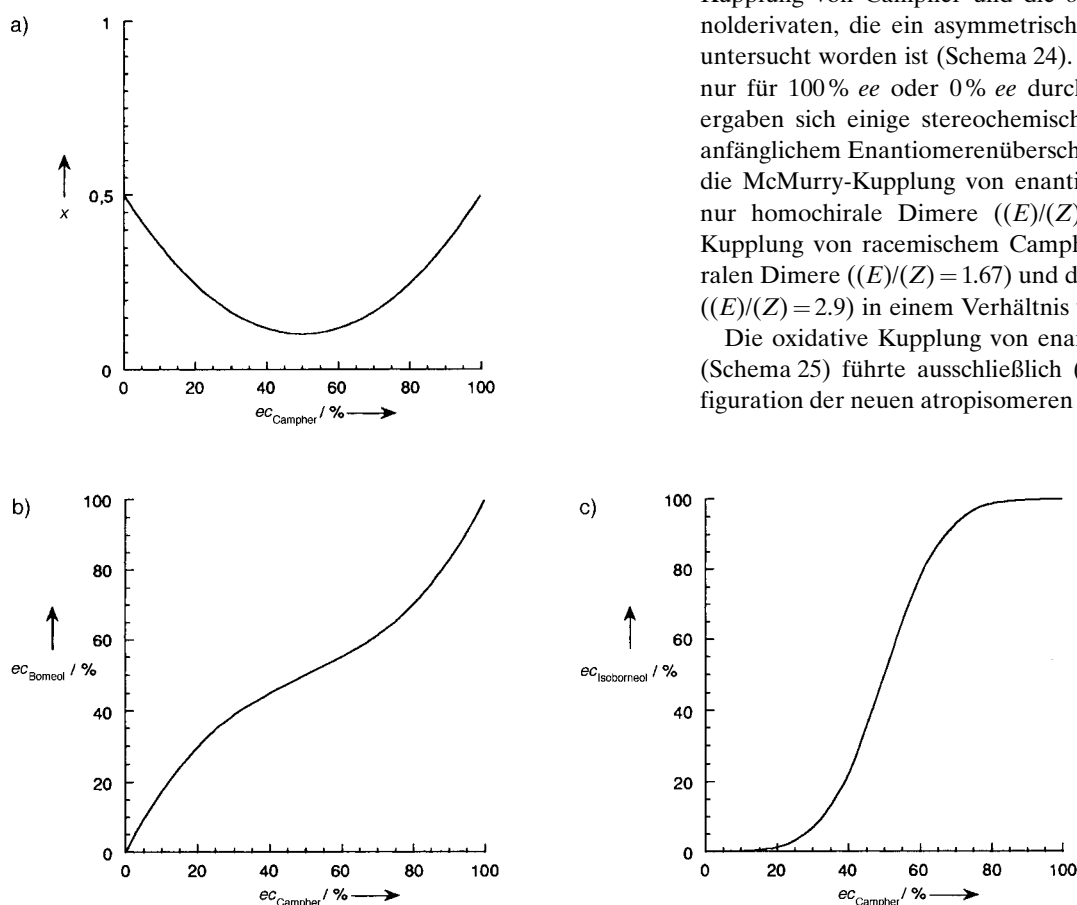 a)
1
0,5
0
x
0 20 40 60 80 100
ecCampher / %
Kupplung von Campher und die o
nolderivaten, die ein asymmetrisch
untersucht worden ist (Schema 24).
nur für 100% ee oder 0% ee durch
ergaben sich einige stereochemisch
anfänglichem Enantiomerenübersch
die McMurry-Kupplung von enanti
nur homochirale Dimere ((E)/(Z)
Kupplung von racemischem Camph
ralen Dimere ((E)/(Z) = 1.67) und d
((E)/(Z) = 2.9) in einem Verhältnis
Die oxidative Kupplung von enan
(Schema 25) führte ausschließlich (
figuration der neuen atropisomeren
b)
100
80
60
ecBorneol / %
40
20
0
0 20 40 60 80 100
ecCampher / %
c)
100
80
60
ecIsoborneol / %
40
20
0
0 20 40 60 80 100
ecCampher / %